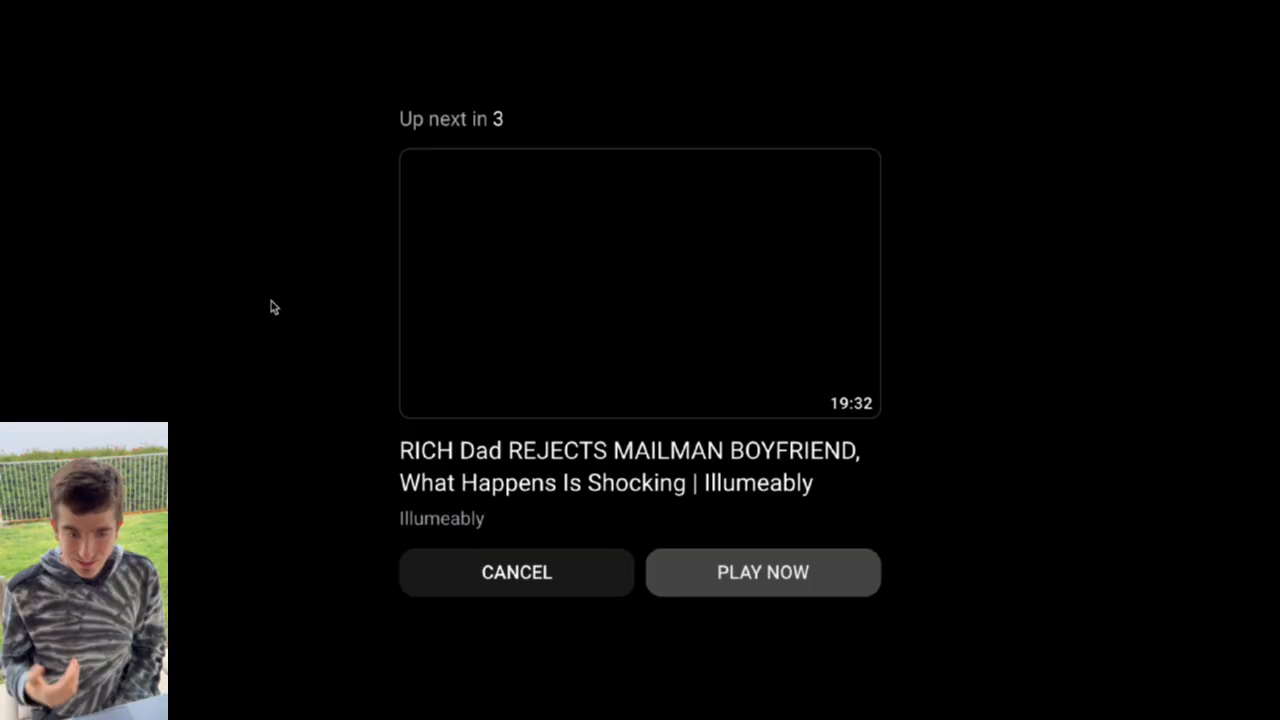 Up next in 3
19:32
RICH Dad REJECTS MAILMAN BOYFRIEND,
What Happens Is Shocking | Illumeably
Illumeably
CANCEL
PLAY NOW